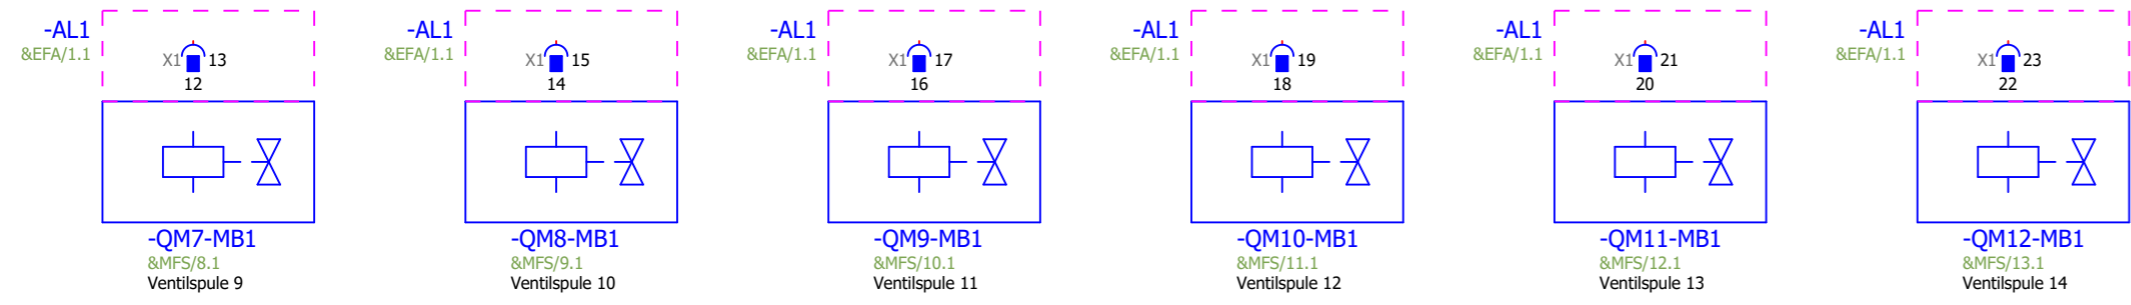 -AL1
&EFA/1.1
X1 13
12
-QM7-MB1
&MFS/8.1
Ventilspule 9
-AL1
&EFA/1.1
X1 15
14
-QM8-MB1
&MFS/9.1
Ventilspule 10
-AL1
&EFA/1.1
X1 17
16
-QM9-MB1
&MFS/10.1
Ventilspule 11
-AL1
&EFA/1.1
X1 19
18
-QM10-MB1
&MFS/11.1
Ventilspule 12
-AL1
&EFA/1.1
X1 21
20
-QM11-MB1
&MFS/12.1
Ventilspule 13
-AL1
&EFA/1.1
X1 23
22
-QM12-MB1
&MFS/13.1
Ventilspule 14